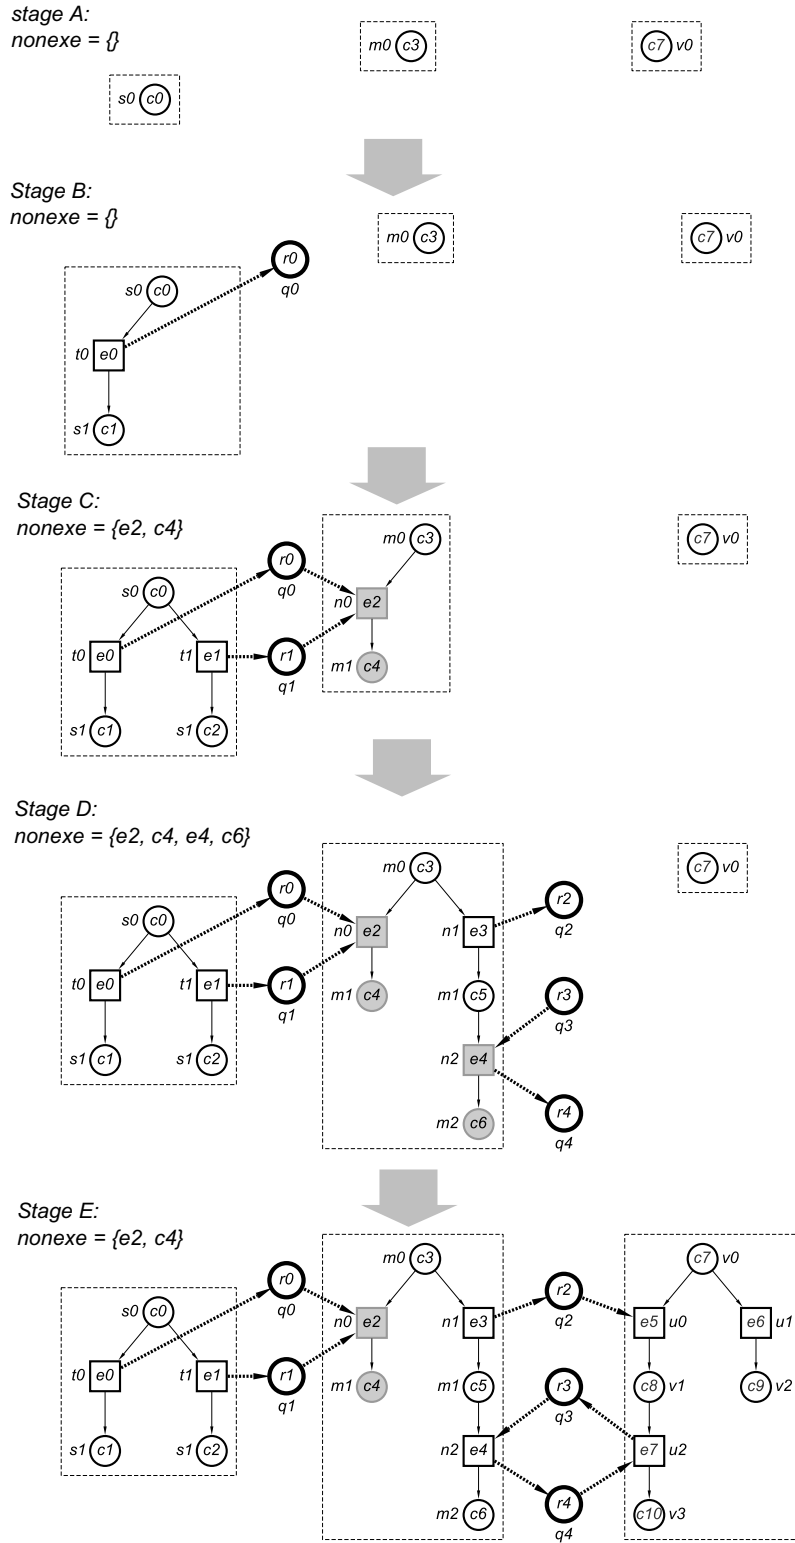 stage A:
nonexe = {}
m0 c3
c7 v0
s0 c0
Stage B:
nonexe = {}
m0 c3
c7 v0
r0
q0
s0 c0
t0 e0
s1 c1
Stage C:
nonexe = {e2, c4}
m0 c3
c7 v0
r0
q0
s0 c0
n0 e2
t0 e0
t1 e1
r1
q1
m1 c4
s1 c1
s1 c2
Stage D:
nonexe = {e2, c4, e4, c6}
m0 c3
c7 v0
r0
q0
r2
q2
s0 c0
n0 e2
n1 e3
t0 e0
t1 e1
r1
q1
m1 c4
m1 c5
r3
q3
s1 c1
s1 c2
n2 e4
r4
q4
m2 c6
Stage E:
nonexe = {e2, c4}
m0 c3
c7 v0
r0
q0
r2
q2
s0 c0
n0 e2
n1 e3
e5 u0
e6 u1
t0 e0
t1 e1
r1
q1
m1 c4
m1 c5
r3
q3
c8 v1
c9 v2
s1 c1
s1 c2
n2 e4
e7 u2
r4
q4
m2 c6
c10 v3